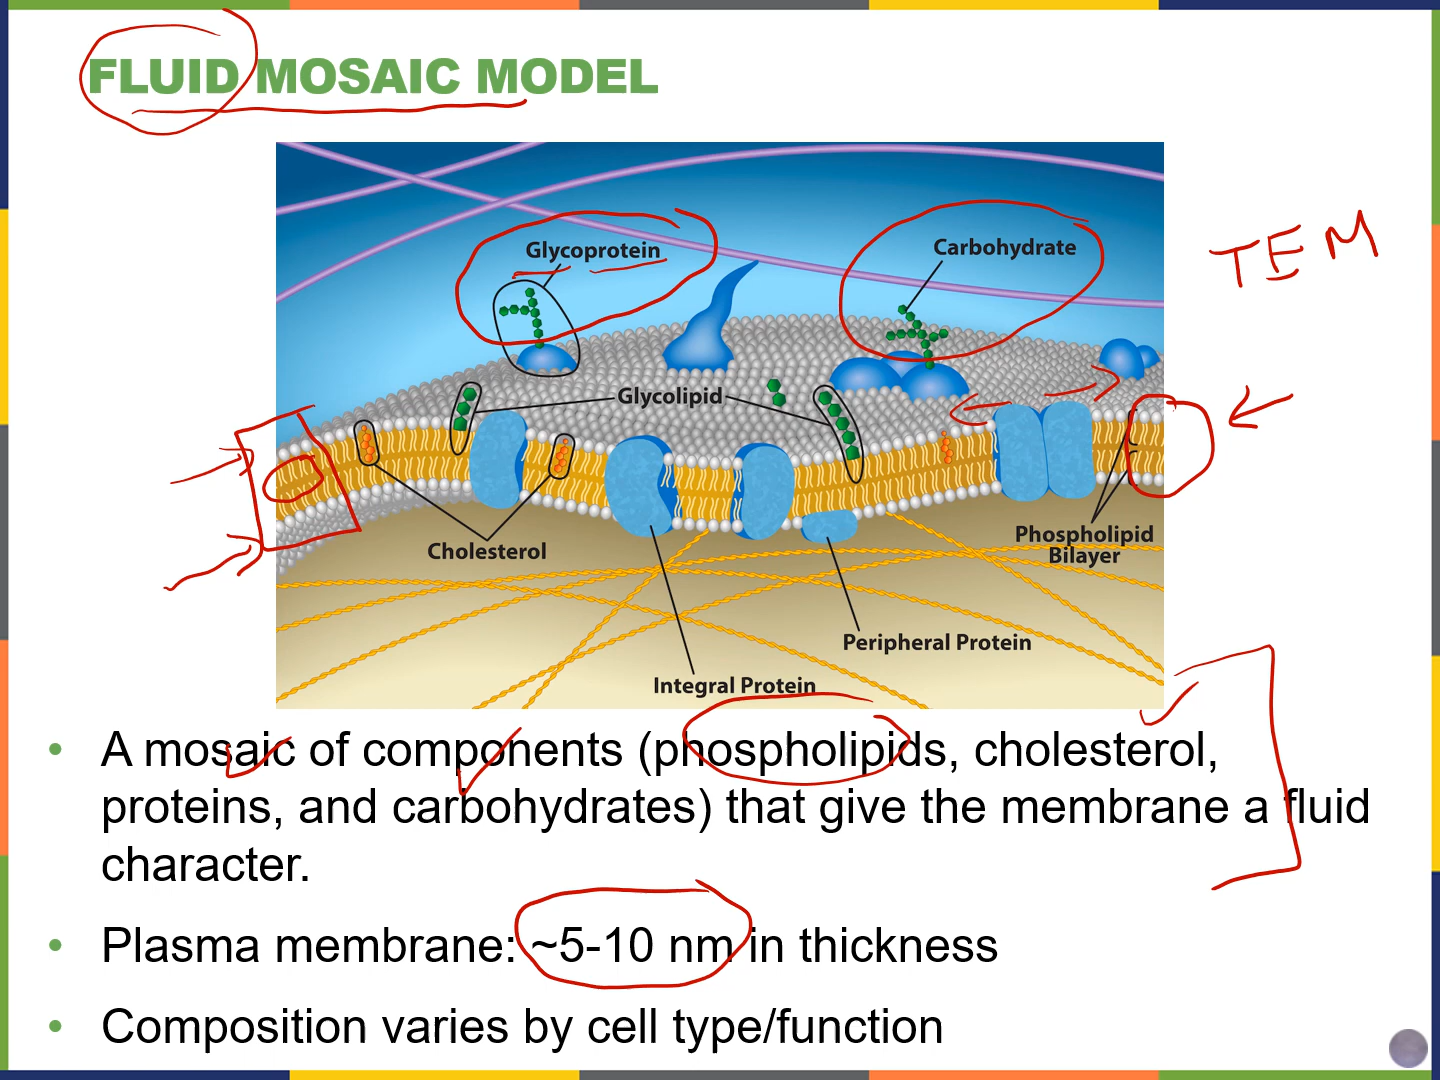 FLUID MOSAIC MODEL
Glycoprotein
Carbohydrate
TEM
Glycolipid
Cholesterol
Phospholipid
Bilayer
Peripheral Protein
Integral Protein
• A mosaic of components (phospholipids, cholesterol,
proteins, and carbohydrates) that give the membrane a fluid
character.
• Plasma membrane: ~5-10 nm in thickness
• Composition varies by cell type/function